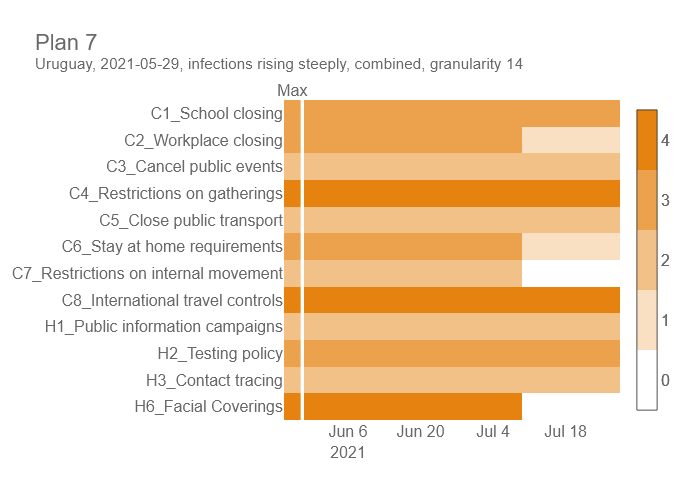 Plan 7
Uruguay, 2021-05-29, infections rising steeply, combined, granularity 14
Max
C1_School closing
C2_Workplace closing
C3_Cancel public events
C4_Restrictions on gatherings
C5_Close public transport
C6_Stay at home requirements
C7_Restrictions on internal movement
C8_International travel controls
H1_Public information campaigns
H2_Testing policy
H3_Contact tracing
H6_Facial Coverings
Jun 6 Jun 20 Jul 4 Jul 18
2021
4
3
2
1
0